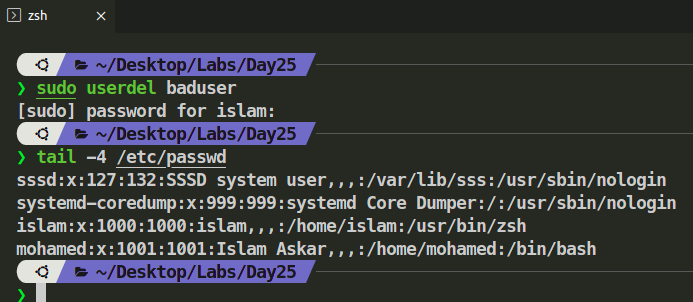 zsh
~/Desktop/Labs/Day25
❯ sudo userdel baduser
[sudo] password for islam:
~/Desktop/Labs/Day25
❯ tail -4 /etc/passwd
sssd:x:127:132:SSSD system user,,,:/var/lib/sss:/usr/sbin/nologin
systemd-coredump:x:999:999:systemd Core Dumper:/:/usr/sbin/nologin
islam:x:1000:1000:islam,,,:/home/islam:/usr/bin/zsh
mohamed:x:1001:1001:Islam Askar,,,:/home/mohamed:/bin/bash
~/Desktop/Labs/Day25
❯